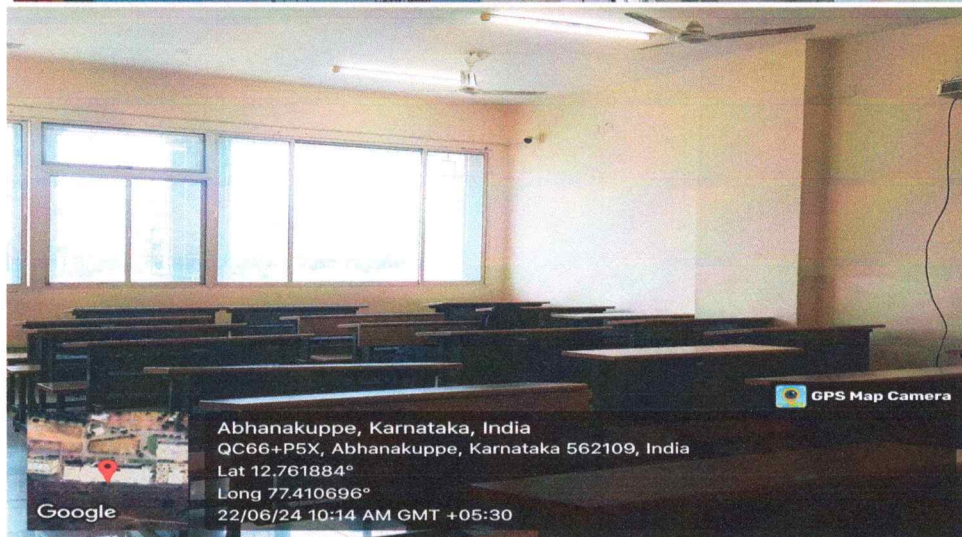 GPS Map Camera
Abhanakuppe, Karnataka, India
QC66+P5X, Abhanakuppe, Karnataka 562109, India
Lat 12.761884°
Long 77.410696°
22/06/24 10:14 AM GMT +05:30
Google